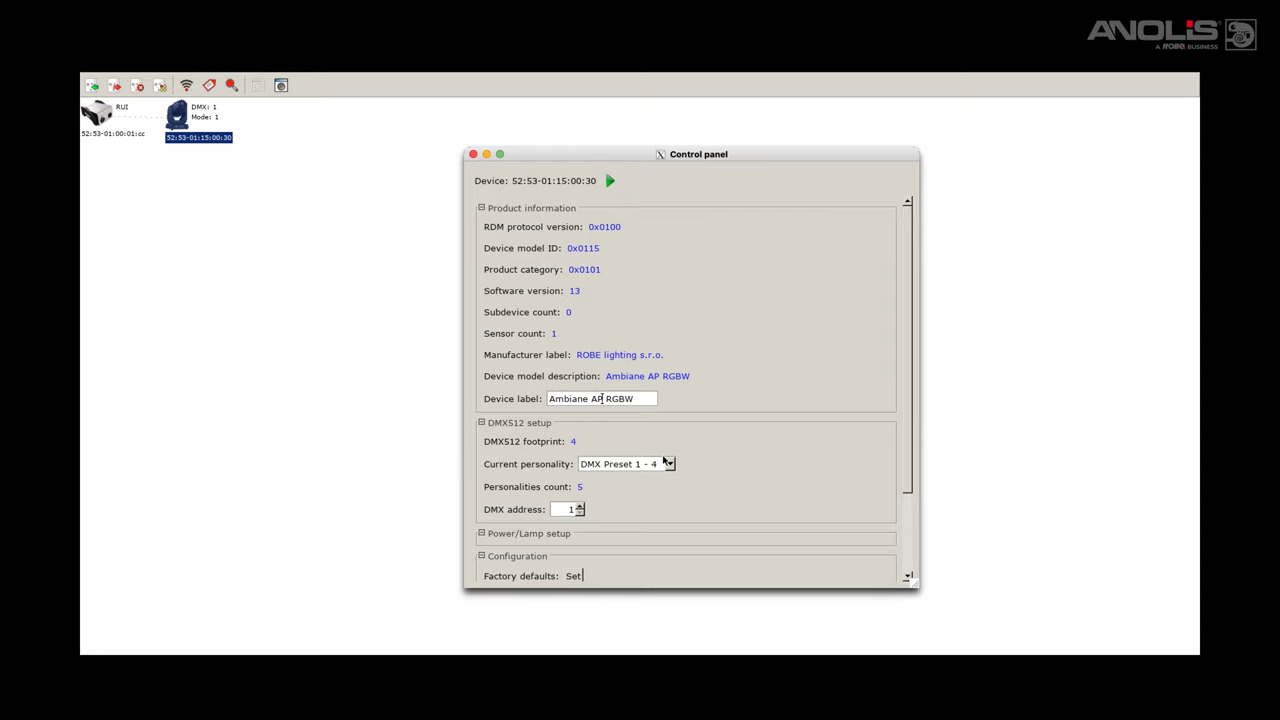 ANOLIS
A ROBE BUSINESS
RUI
52:53-01:00:01:cc
DMX: 1
Mode: 1
52:53-01:15:00:30
Control panel
Device: 52:53-01:15:00:30
Product information
RDM protocol version: 0x0100
Device model ID: 0x0115
Product category: 0x0101
Software version: 13
Subdevice count: 0
Sensor count: 1
Manufacturer label: ROBE lighting s.r.o.
Device model description: Ambiane AP RGBW
Device label: Ambiane AP RGBW
DMX512 setup
DMX512 footprint: 4
Current personality: DMX Preset 1 - 4
Personalities count: 5
DMX address: 1
Power/Lamp setup
Configuration
Factory defaults: Set